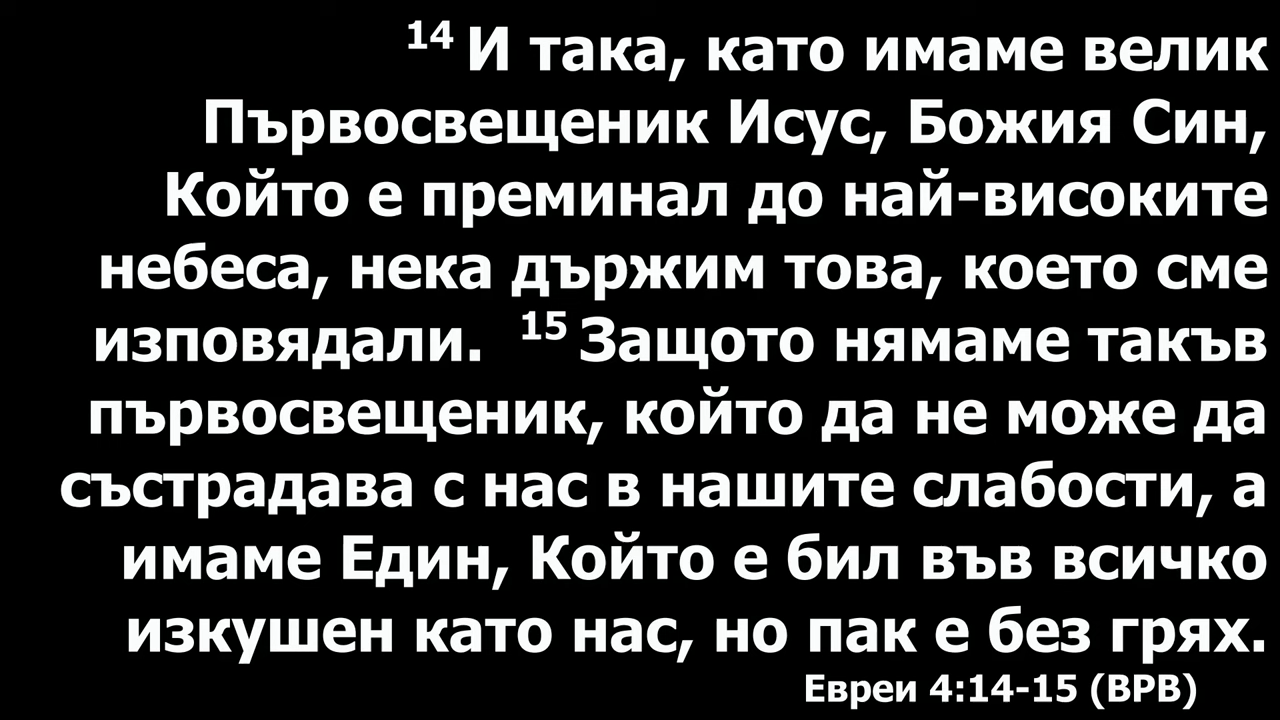 14 И така, като имаме велик
Първосвещеник Исус, Божия Син,
Който е преминал до най-високите
небеса, нека държим това, което сме
изповядали. 15 Защото нямаме такъв
първосвещеник, който да не може да
състрадава с нас в нашите слабости, а
имаме Един, Който е бил във всичко
изкушен като нас, но пак е без грях.
Евреи 4:14-15 (ВРВ)